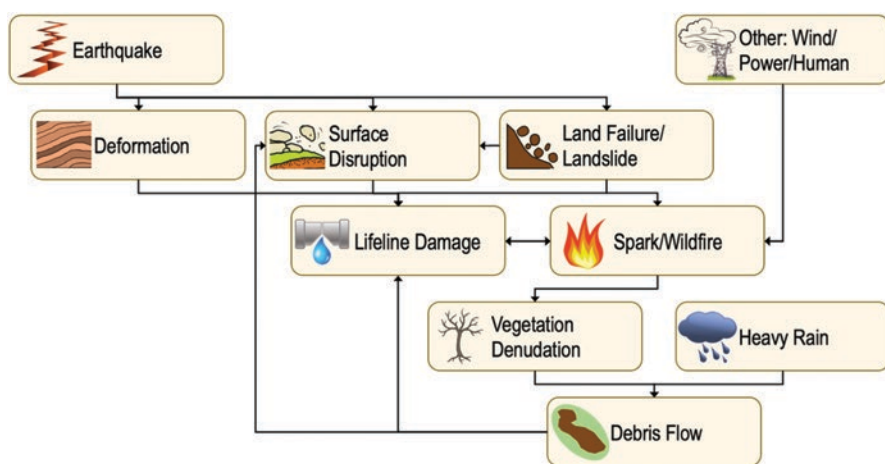 Earthquake
Other: Wind/
Power/Human
Deformation
Surface
Disruption
Land Failure/
Landslide
Lifeline Damage
Spark/Wildfire
Vegetation
Denudation
Heavy Rain
Debris Flow